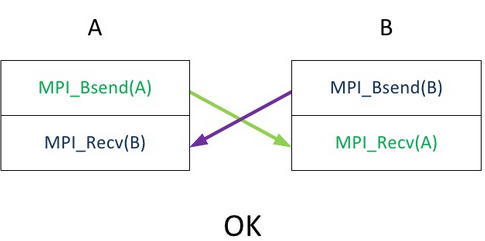 A B
MPI_Bsend(A) MPI_Bsend(B)
MPI_Recv(B) MPI_Recv(A)
OK